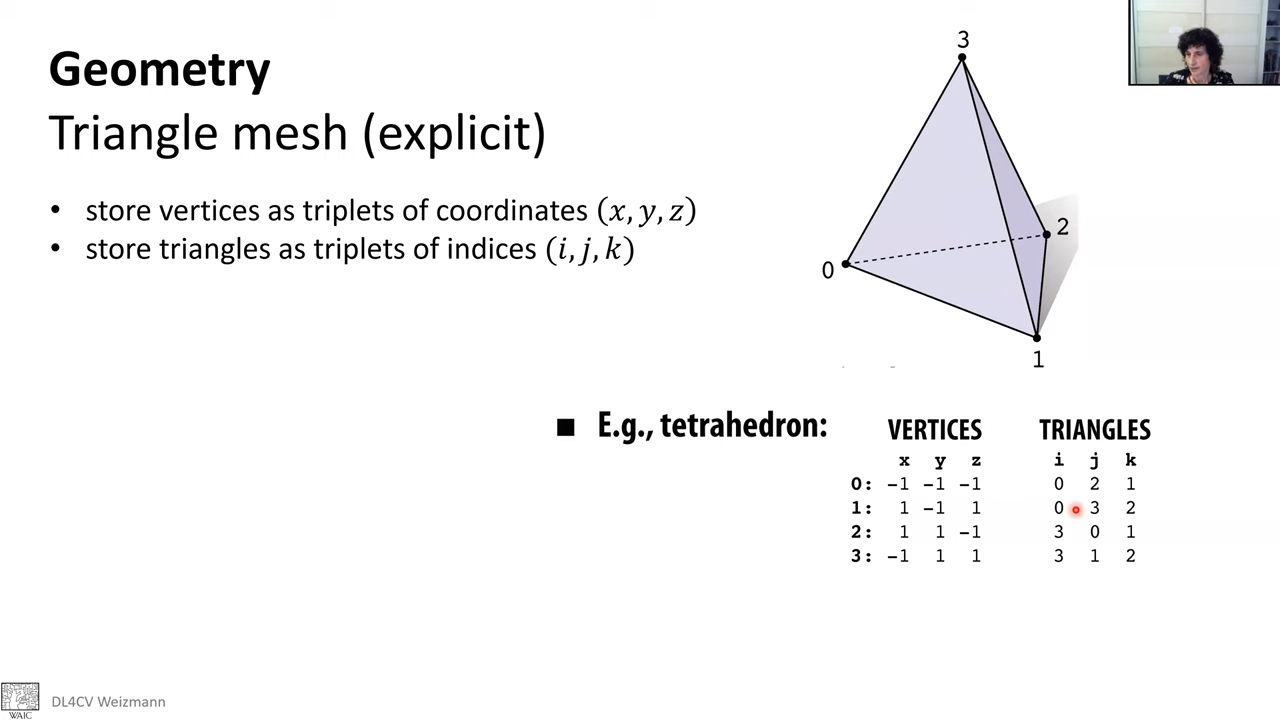 Geometry
Triangle mesh (explicit)
• store vertices as triplets of coordinates (x, y, z)
• store triangles as triplets of indices (i, j, k)
3
2
0
1
■ E.g., tetrahedron:
VERTICES TRIANGLES
x y z i j k
0: −1 −1 −1 0 2 1
1: 1 −1 1 0 3 2
2: 1 1 −1 3 0 1
3: −1 1 1 3 1 2
WAIC
DL4CV Weizmann